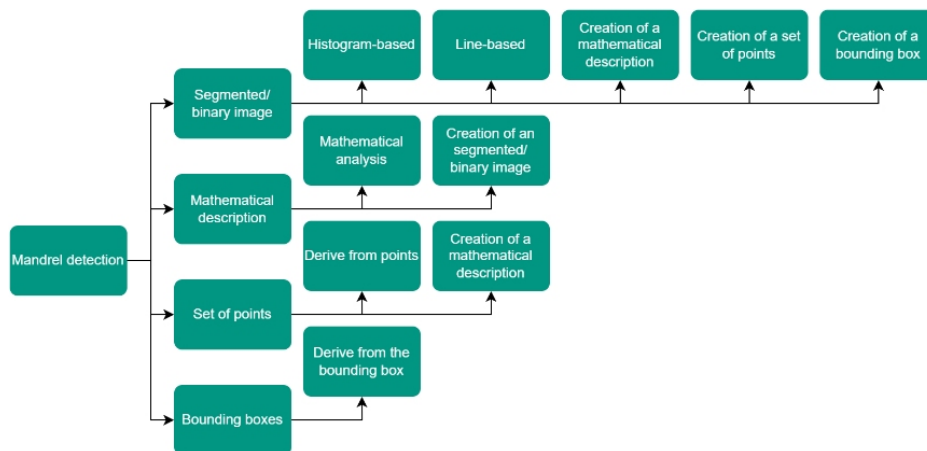 Histogram-based
Line-based
Creation of a
mathematical
description
Creation of a set
of points
Creation of a
bounding box
Segmented/
binary image
Mathematical
analysis
Creation of an
segmented/
binary image
Mathematical
description
Mandrel detection
Derive from points
Creation of a
mathematical
description
Set of points
Derive from the
bounding box
Bounding boxes